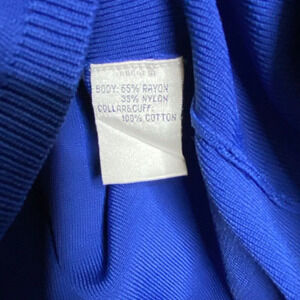 BODY: 65% RAYON
35% NYLON
COLLAR&CUFF:
100% COTTON